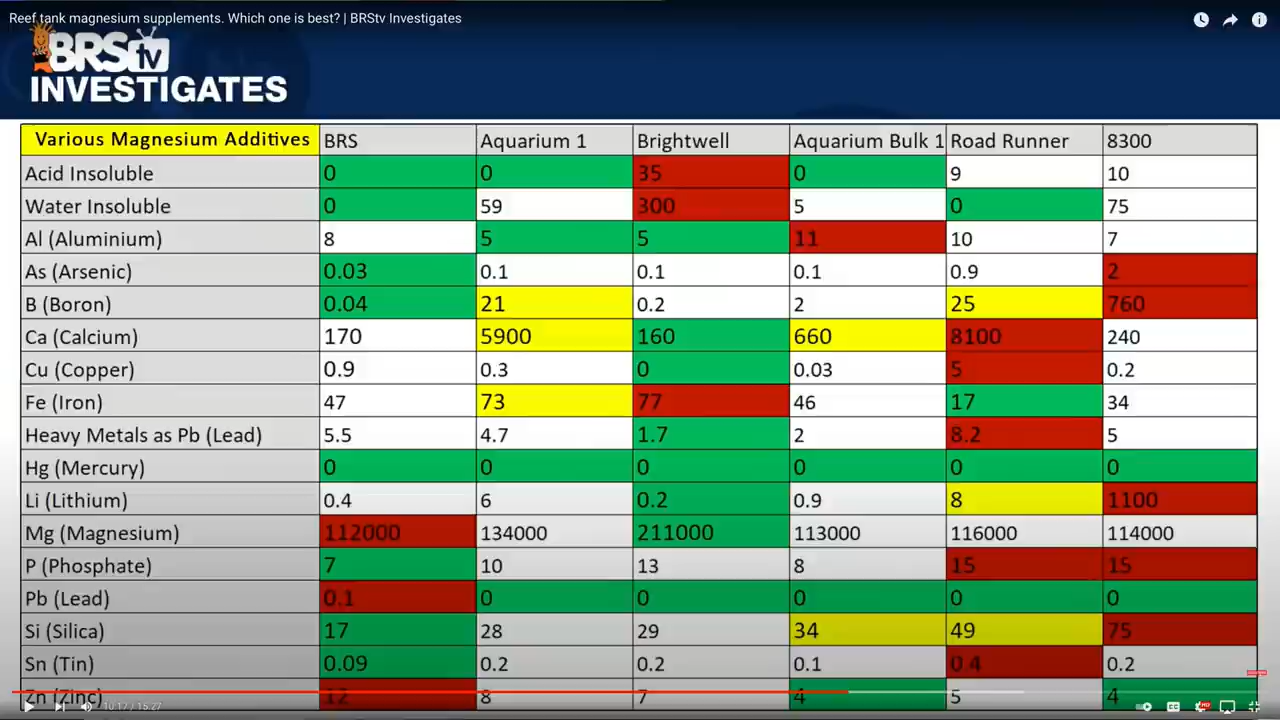 Reef tank magnesium supplements. Which one is best? | BRStv Investigates
BRS tv
INVESTIGATES
Various Magnesium Additives BRS Aquarium 1 Brightwell Aquarium Bulk 1 Road Runner 8300
Acid Insoluble 0 0 35 0 9 10
Water Insoluble 0 59 300 5 0 75
Al (Aluminium) 8 5 5 11 10 7
As (Arsenic) 0.03 0.1 0.1 0.1 0.9 2
B (Boron) 0.04 21 0.2 2 25 760
Ca (Calcium) 170 5900 160 660 8100 240
Cu (Copper) 0.9 0.3 0 0.03 5 0.2
Fe (Iron) 47 73 77 46 17 34
Heavy Metals as Pb (Lead) 5.5 4.7 1.7 2 8.2 5
Hg (Mercury) 0 0 0 0 0 0
Li (Lithium) 0.4 6 0.2 0.9 8 1100
Mg (Magnesium) 112000 134000 211000 113000 116000 114000
P (Phosphate) 7 10 13 8 15 15
Pb (Lead) 0.1 0 0 0 0 0
Si (Silica) 17 28 29 34 49 75
Sn (Tin) 0.09 0.2 0.2 0.1 0.4 0.2
Zn (Zinc) 12 8 7 4 5 4
10:17 / 15:27
CC HD